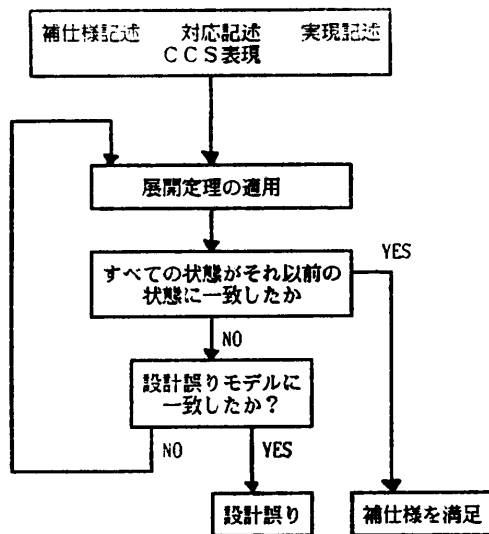 補仕様記述 対応記述 実現記述
CCS表現
展開定理の適用
すべての状態がそれ以前の
状態に一致したか
YES
NO
設計誤りモデルに
一致したか？
NO
YES
設計誤り
補仕様を満足